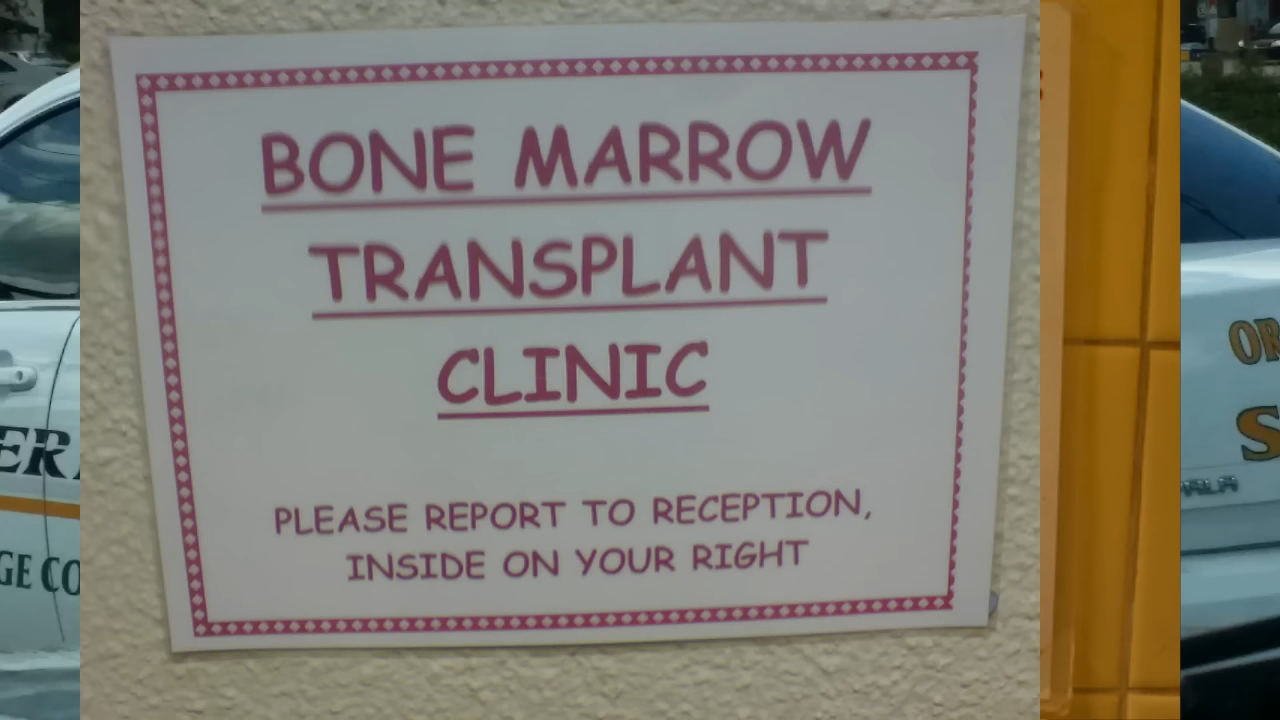 BONE MARROW
TRANSPLANT
CLINIC
PLEASE REPORT TO RECEPTION,
INSIDE ON YOUR RIGHT